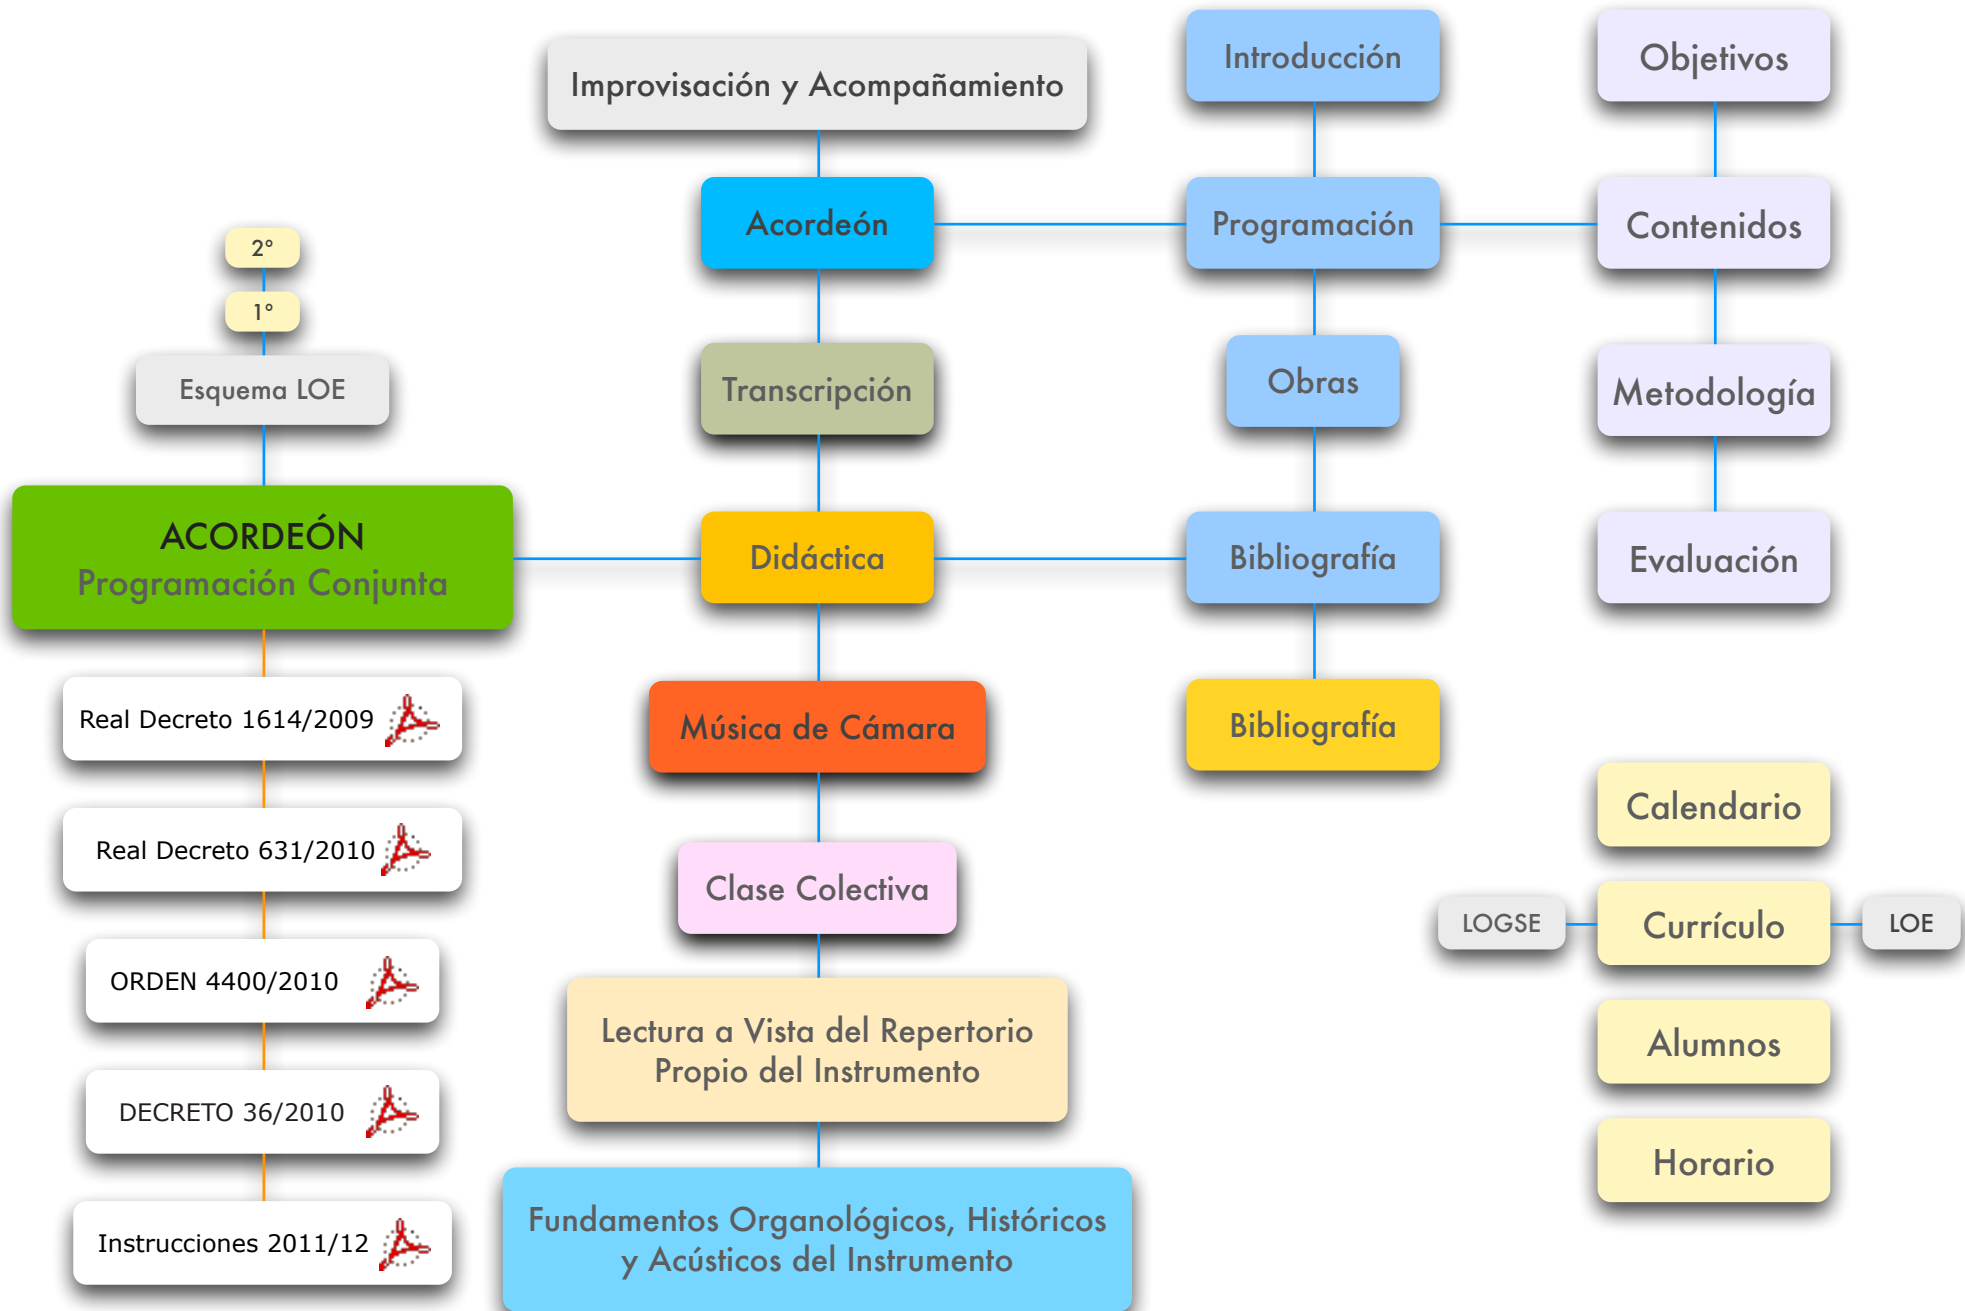 Improvisación y Acompañamiento
Introducción
Objetivos
Acordeón
Programación
Contenidos
2°
1°
Esquema LOE
Transcripción
Obras
Metodología
ACORDEÓN
Programación Conjunta
Didáctica
Bibliografía
Evaluación
Real Decreto 1614/2009
Música de Cámara
Bibliografía
Calendario
Real Decreto 631/2010
Clase Colectiva
LOGSE
Currículo
LOE
ORDEN 4400/2010
Lectura a Vista del Repertorio
Propio del Instrumento
Alumnos
DECRETO 36/2010
Horario
Instrucciones 2011/12
Fundamentos Organológicos, Históricos
y Acústicos del Instrumento